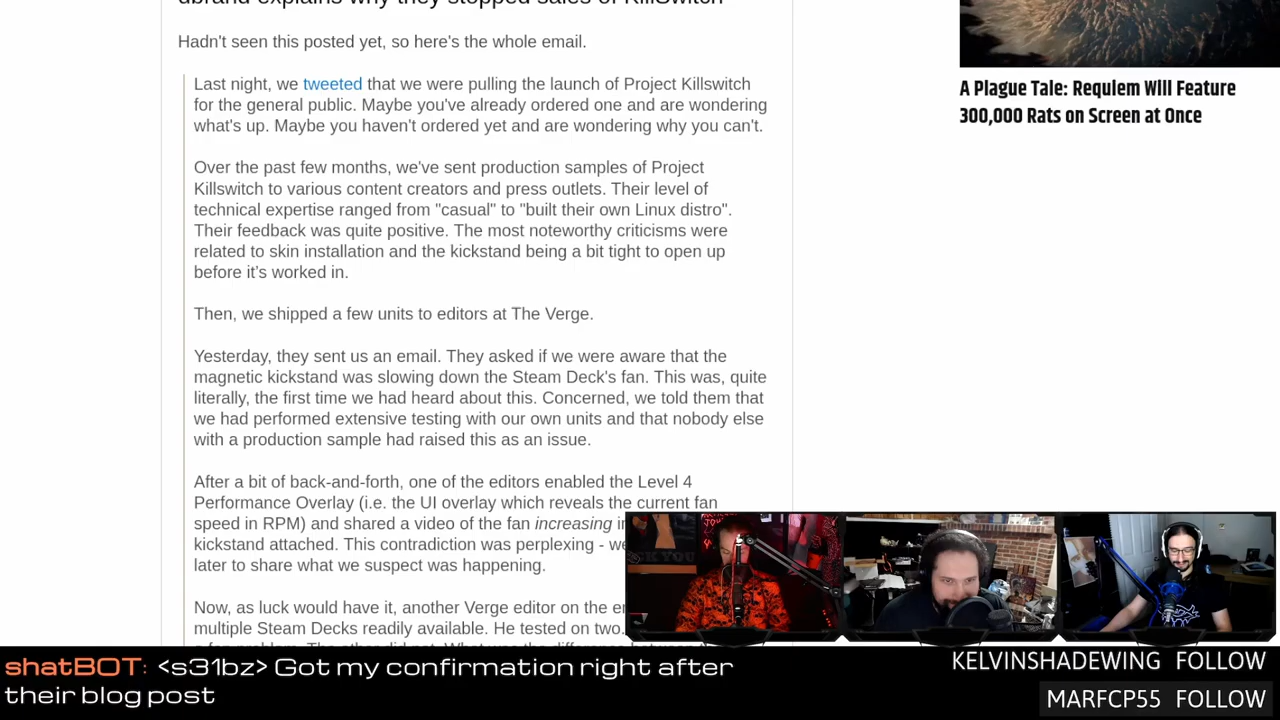 dbrand explains why they stopped sales of KillSwitch
Hadn't seen this posted yet, so here's the whole email.
Last night, we tweeted that we were pulling the launch of Project Killswitch
for the general public. Maybe you've already ordered one and are wondering
what's up. Maybe you haven't ordered yet and are wondering why you can't.
Over the past few months, we've sent production samples of Project
Killswitch to various content creators and press outlets. Their level of
technical expertise ranged from "casual" to "built their own Linux distro".
Their feedback was quite positive. The most noteworthy criticisms were
related to skin installation and the kickstand being a bit tight to open up
before it's worked in.
Then, we shipped a few units to editors at The Verge.
Yesterday, they sent us an email. They asked if we were aware that the
magnetic kickstand was slowing down the Steam Deck's fan. This was, quite
literally, the first time we had heard about this. Concerned, we told them that
we had performed extensive testing with our own units and that nobody else
with a production sample had raised this as an issue.
After a bit of back-and-forth, one of the editors enabled the Level 4
Performance Overlay (i.e. the UI overlay which reveals the current fan
speed in RPM) and shared a video of the fan increasing
kickstand attached. This contradiction was perplexing -
later to share what we suspect was happening.
Now, as luck would have it, another Verge editor on the
multiple Steam Decks readily available. He tested on two.
A Plague Tale: Requiem Will Feature
300,000 Rats on Screen at Once
shatBOT: <s31bz> Got my confirmation right after
their blog post
KELVINSHADEWING FOLLOW
MARFCP55 FOLLOW